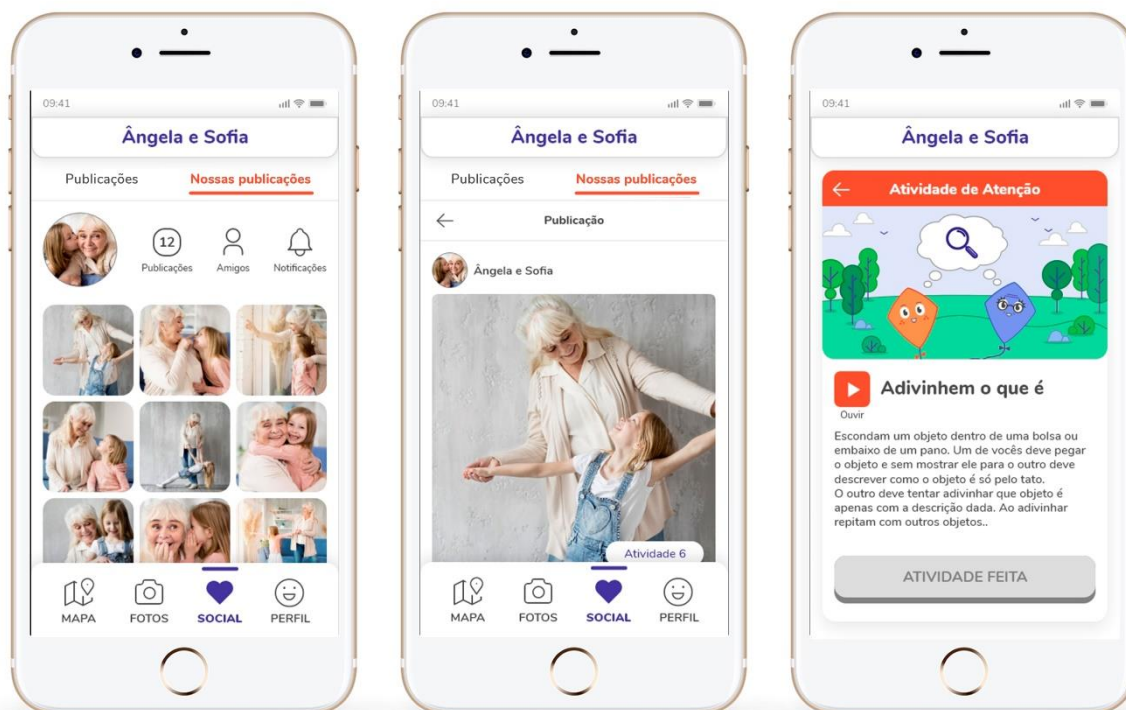 09:41
Ângela e Sofia
Publicações Nossas publicações
12
Publicações Amigos Notificações
MAPA FOTOS SOCIAL PERFIL
09:41
Ângela e Sofia
Publicações Nossas publicações
Publicação
Ângela e Sofia
Atividade 6
MAPA FOTOS SOCIAL PERFIL
09:41
Ângela e Sofia
Atividade de Atenção
Adivinhem o que é
Ouvir
Escondam um objeto dentro de uma bolsa ou
embaixo de um pano. Um de vocês deve pegar
o objeto e sem mostrar ele para o outro deve
descrever como o objeto é só pelo tato.
O outro deve tentar adivinhar que objeto é
apenas com a descrição dada. Ao adivinhar
repitam com outros objetos..
ATIVIDADE FEITA